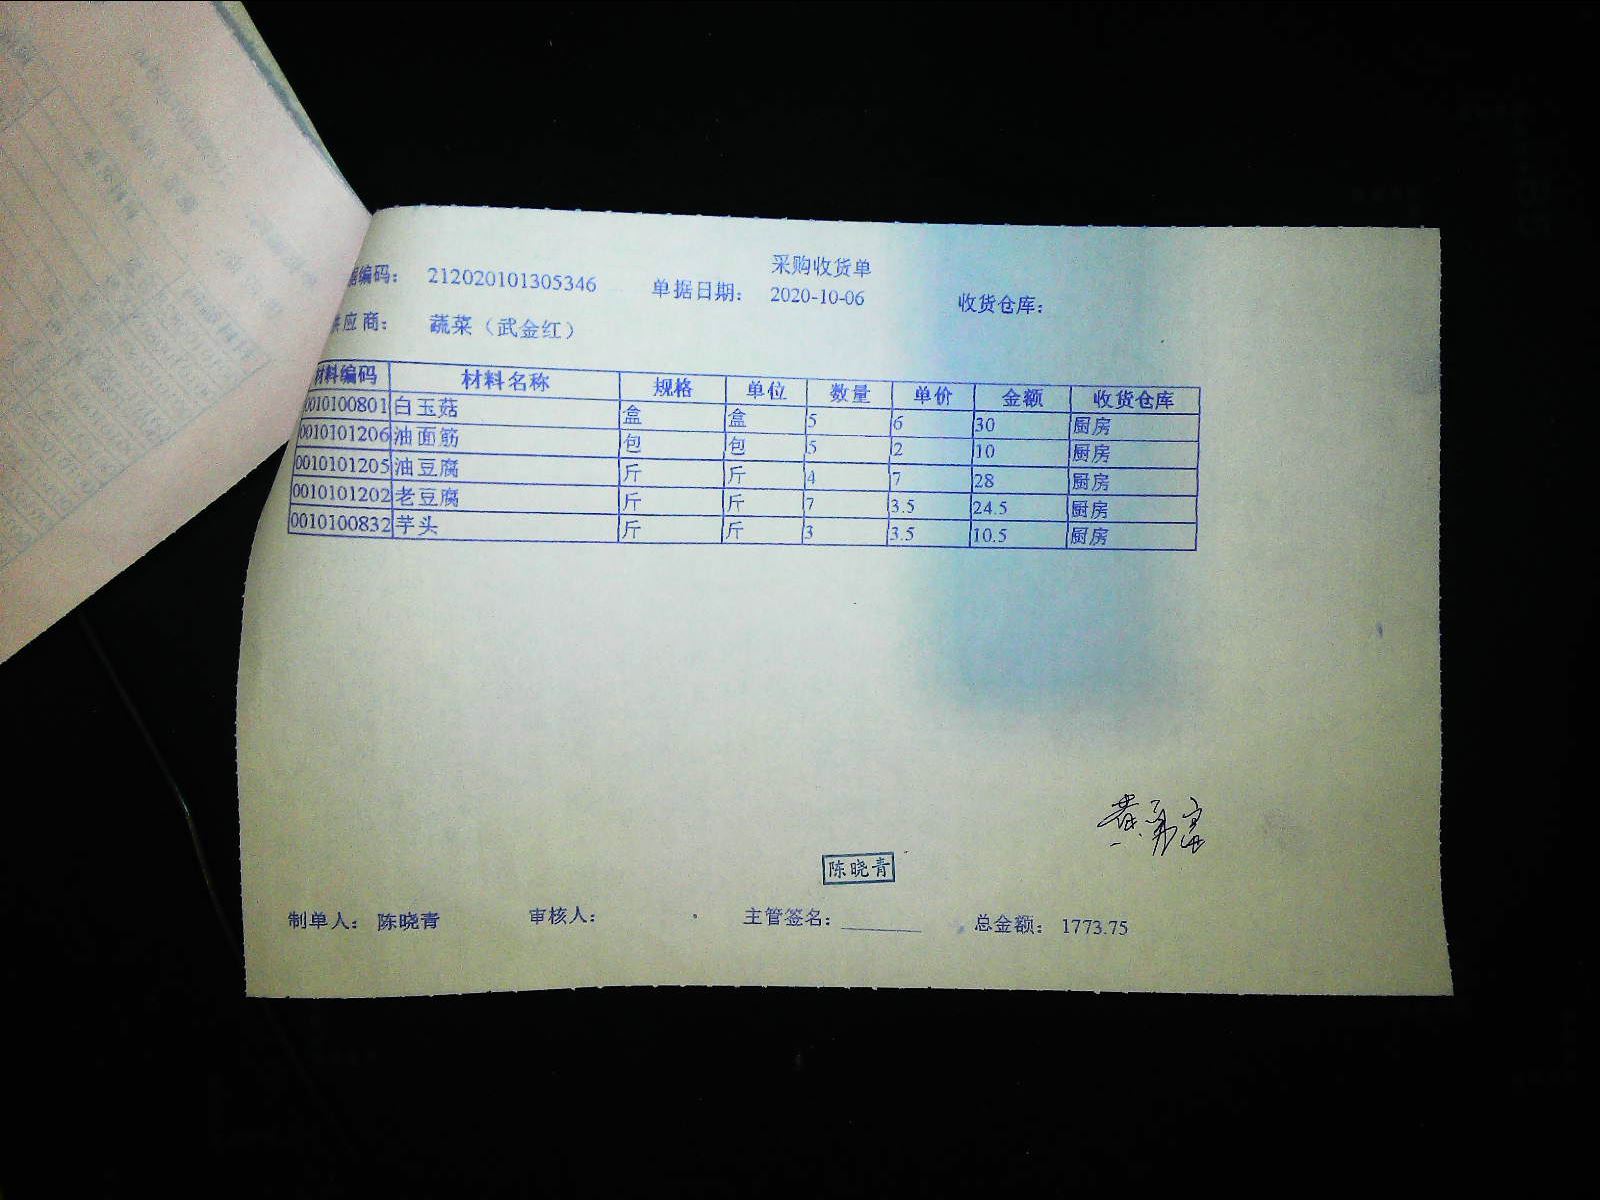 采购收货单
据编码： 212020101305346 单据日期： 2020-10-06 收货仓库：
应商： 蔬菜（武金红）
材料编码 材料名称 规格 单位 数量 单价 金额 收货仓库
0010100801 白玉菇 盒 盒 5 6 30 厨房
0010101206 油面筋 包 包 5 2 10 厨房
0010101205 油豆腐 斤 斤 4 7 28 厨房
0010101202 老豆腐 斤 斤 7 3.5 24.5 厨房
0010100832 芋头 斤 斤 3 3.5 10.5 厨房
陈晓青
制单人： 陈晓青 审核人： 主管签名： 总金额： 1773.75